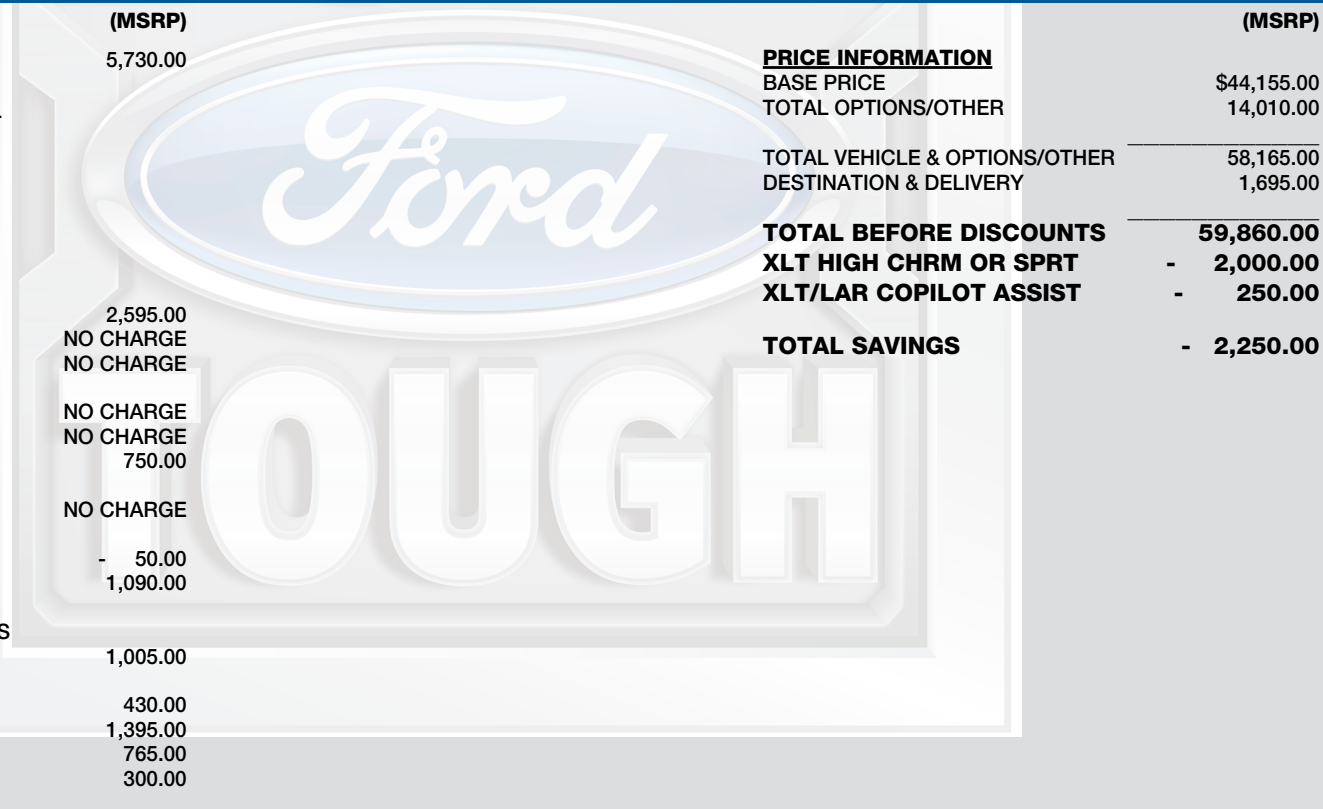 (MSRP)
5,730.00
2,595.00
NO CHARGE
NO CHARGE
NO CHARGE
NO CHARGE
750.00
NO CHARGE
- 50.00
1,090.00
S
1,005.00
430.00
1,395.00
765.00
300.00
Ford
TOUGH
(MSRP)
PRICE INFORMATION
BASE PRICE $44,155.00
TOTAL OPTIONS/OTHER 14,010.00
TOTAL VEHICLE & OPTIONS/OTHER 58,165.00
DESTINATION & DELIVERY 1,695.00
TOTAL BEFORE DISCOUNTS 59,860.00
XLT HIGH CHRM OR SPRT - 2,000.00
XLT/LAR COPILOT ASSIST - 250.00
TOTAL SAVINGS - 2,250.00